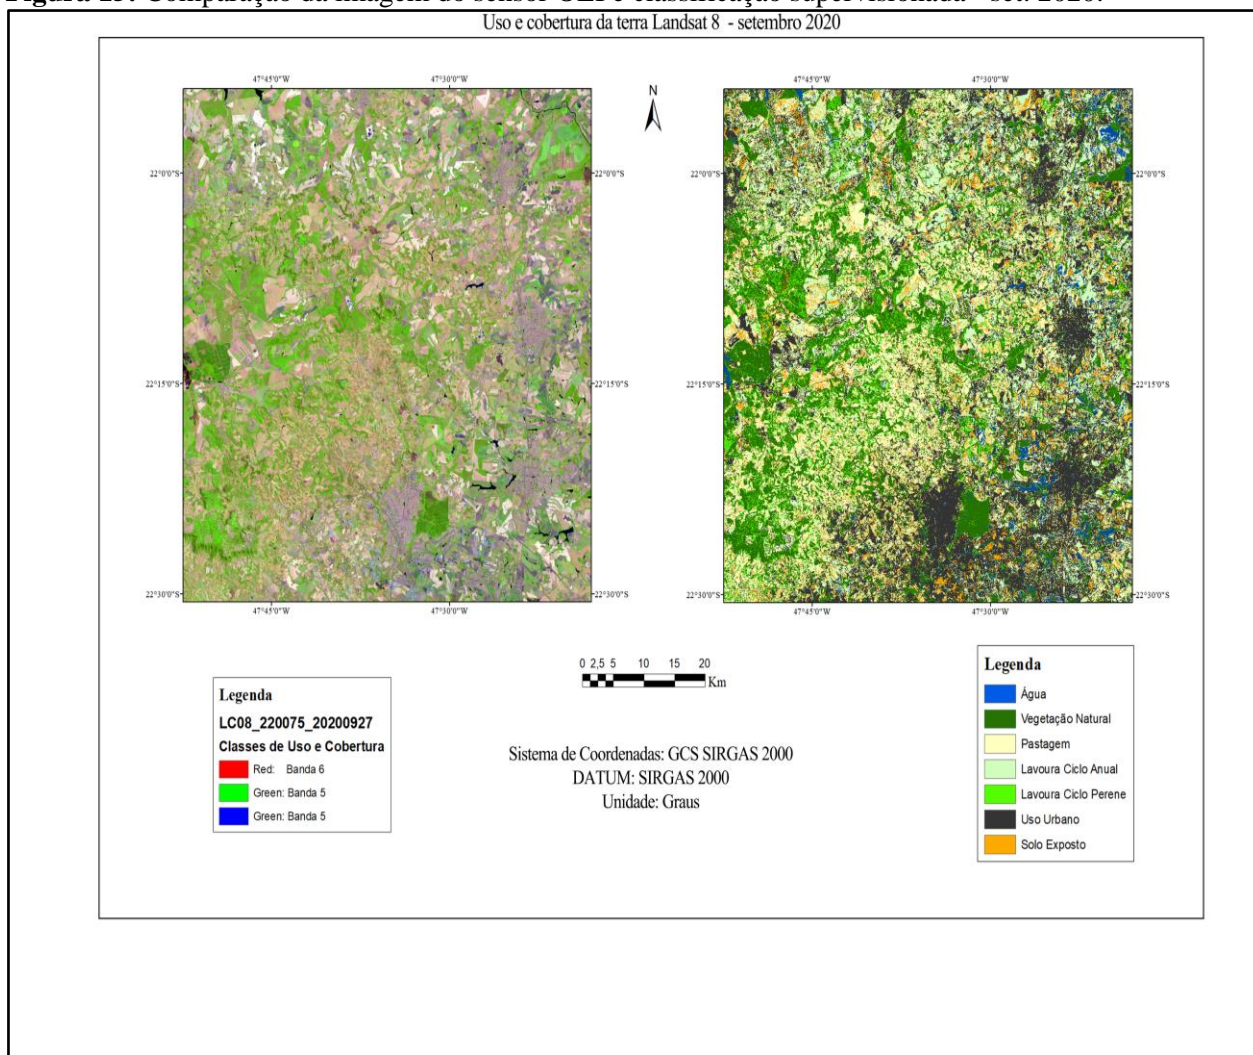 Uso e cobertura da terra Landsat 8 - setembro 2020
47°45'0"W 47°30'0"W
N
47°45'0"W 47°30'0"W
22°0'0"S 22°0'0"S 22°0'0"S 22°0'0"S
22°15'0"S 22°15'0"S 22°15'0"S 22°15'0"S
22°30'0"S 22°30'0"S 22°30'0"S 22°30'0"S
47°45'0"W 47°30'0"W
47°45'0"W 47°30'0"W
0 2,5 5 10 15 20
Km
Legenda
LC08_220075_20200927
Classes de Uso e Cobertura
Red: Banda 6
Green: Banda 5
Green: Banda 5
Sistema de Coordenadas: GCS SIRGAS 2000
DATUM: SIRGAS 2000
Unidade: Graus
Legenda
Água
Vegetação Natural
Pastagem
Lavoura Ciclo Anual
Lavoura Ciclo Perene
Uso Urbano
Solo Exposto